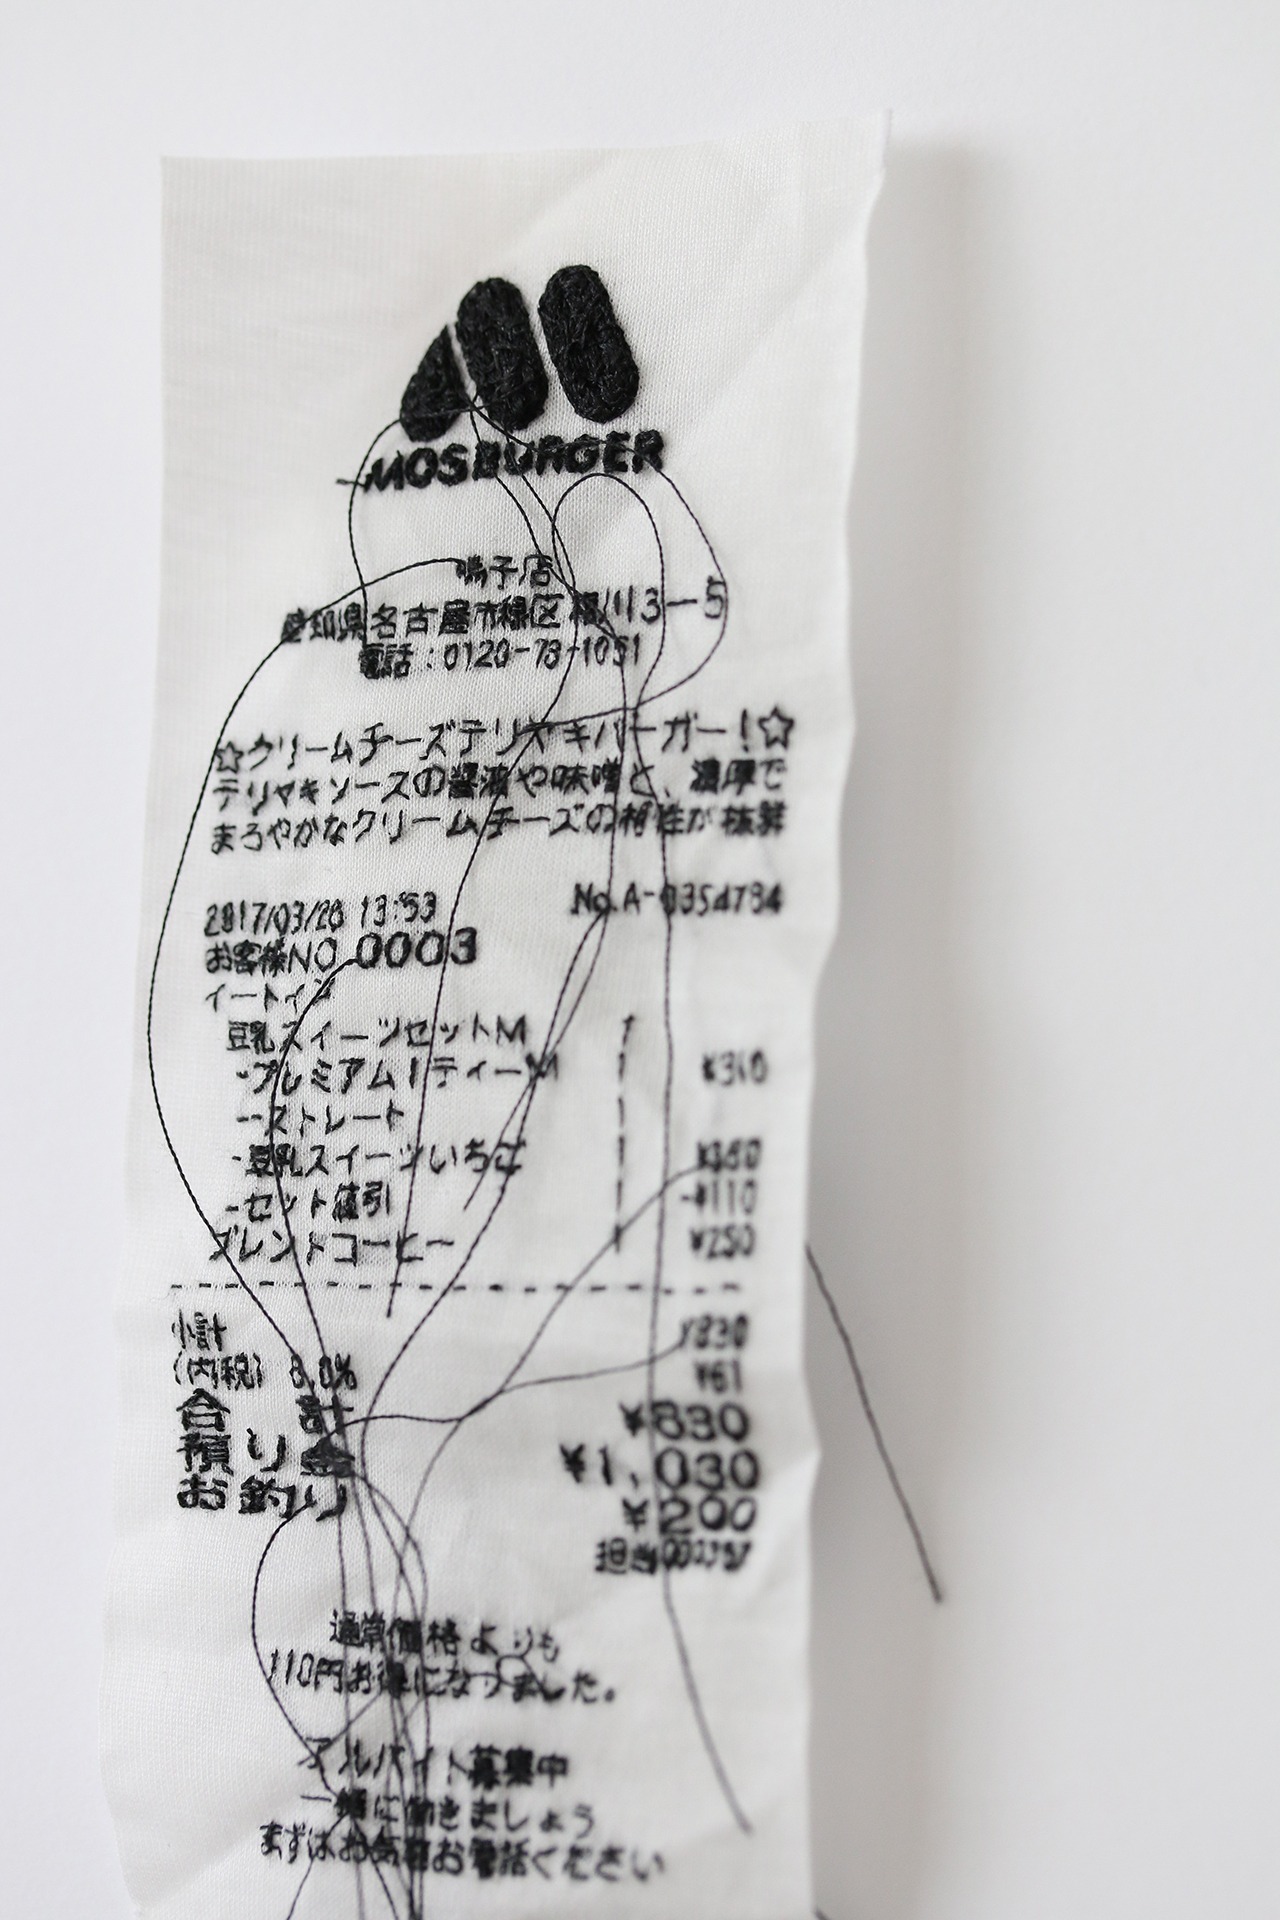 MOSBURGER
鳴子店
愛知県名古屋市緑区 川13-5
電話:0120-78-1051
☆クリームチーズテリヤキバーガー!☆
テリヤキソースの醤油や味噌と、濃厚で
まろやかなクリームチーズの相性が抜群
2017/03/28 13:53 No.A-0354784
お客様NO 0003
イートイン
豆乳スイーツセットM
・プレミアムIティーM ¥310
--ストレート
・豆乳スイーツいちご ¥380
-セット値引 -¥110
ブレンドコーヒー ¥250
小計 ¥830
(内税) 8.0% ¥61
合計 ¥830
預り金 ¥1,030
お釣り ¥200
担当
通常価格よりも
110円お得になりました。
アルバイト募集中
一緒に働きましょう
まずはお気軽お電話ください